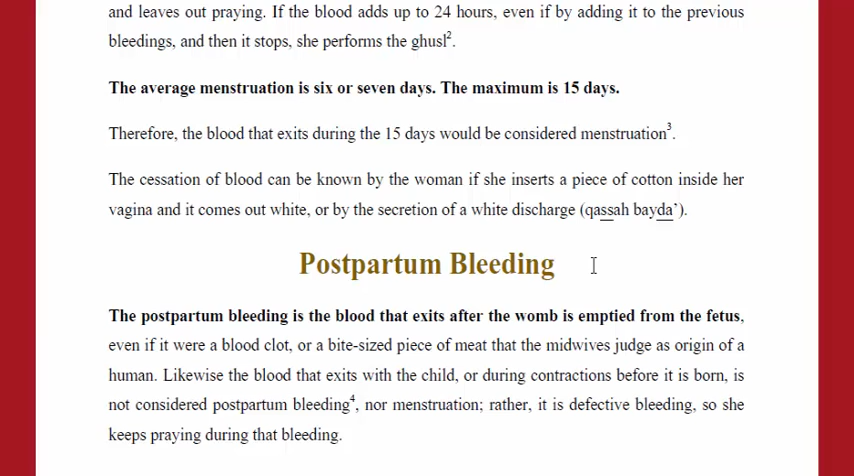 and leaves out praying. If the blood adds up to 24 hours, even if by adding it to the previous
bleedings, and then it stops, she performs the ghusl².
The average menstruation is six or seven days. The maximum is 15 days.
Therefore, the blood that exits during the 15 days would be considered menstruation³.
The cessation of blood can be known by the woman if she inserts a piece of cotton inside her
vagina and it comes out white, or by the secretion of a white discharge (qassah bayda’).
Postpartum Bleeding
The postpartum bleeding is the blood that exits after the womb is emptied from the fetus,
even if it were a blood clot, or a bite-sized piece of meat that the midwives judge as origin of a
human. Likewise the blood that exits with the child, or during contractions before it is born, is
not considered postpartum bleeding⁴, nor menstruation; rather, it is defective bleeding, so she
keeps praying during that bleeding.